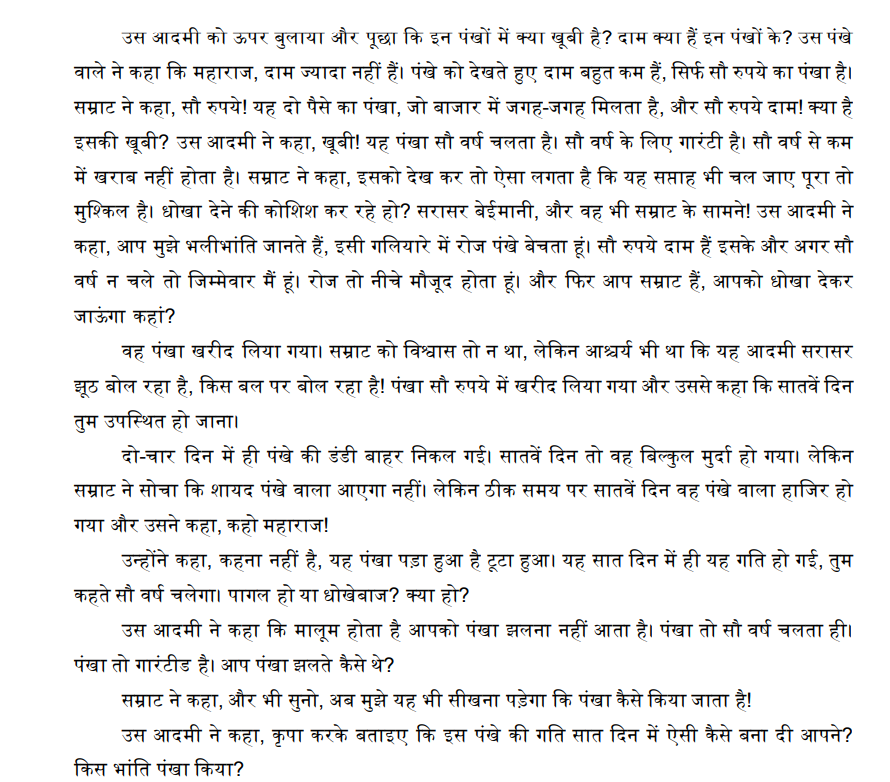 उस आदमी को ऊपर बुलाया और पूछा कि इन पंखों में क्या खूबी है? दाम क्या हैं इन पंखों के? उस पंखे
वाले ने कहा कि महाराज, दाम ज्यादा नहीं हैं। पंखे को देखते हुए दाम बहुत कम हैं, सिर्फ सौ रुपये का पंखा है।
सम्राट ने कहा, सौ रुपये! यह दो पैसे का पंखा, जो बाजार में जगह-जगह मिलता है, और सौ रुपये दाम! क्या है
इसकी खूबी? उस आदमी ने कहा, खूबी! यह पंखा सौ वर्ष चलता है। सौ वर्ष के लिए गारंटी है। सौ वर्ष से कम
में खराब नहीं होता है। सम्राट ने कहा, इसको देख कर तो ऐसा लगता है कि यह सप्ताह भी चल जाए पूरा तो
मुश्किल है। धोखा देने की कोशिश कर रहे हो? सरासर बेईमानी, और वह भी सम्राट के सामने! उस आदमी ने
कहा, आप मुझे भलीभांति जानते हैं, इसी गलियारे में रोज पंखे बेचता हूं। सौ रुपये दाम हैं इसके और अगर सौ
वर्ष न चले तो जिम्मेवार मैं हूं। रोज तो नीचे मौजूद होता हूं। और फिर आप सम्राट हैं, आपको धोखा देकर
जाऊंगा कहां?
वह पंखा खरीद लिया गया। सम्राट को विश्वास तो न था, लेकिन आश्चर्य भी था कि यह आदमी सरासर
झूठ बोल रहा है, किस बल पर बोल रहा है! पंखा सौ रुपये में खरीद लिया गया और उससे कहा कि सातवें दिन
तुम उपस्थित हो जाना।
दो-चार दिन में ही पंखे की डंडी बाहर निकल गई। सातवें दिन तो वह बिल्कुल मुर्दा हो गया। लेकिन
सम्राट ने सोचा कि शायद पंखे वाला आएगा नहीं। लेकिन ठीक समय पर सातवें दिन वह पंखे वाला हाजिर हो
गया और उसने कहा, कहो महाराज!
उन्होंने कहा, कहना नहीं है, यह पंखा पड़ा हुआ है टूटा हुआ। यह सात दिन में ही यह गति हो गई, तुम
कहते सौ वर्ष चलेगा। पागल हो या धोखेबाज? क्या हो?
उस आदमी ने कहा कि मालूम होता है आपको पंखा झलना नहीं आता है। पंखा तो सौ वर्ष चलता ही।
पंखा तो गारंटीड है। आप पंखा झलते कैसे थे?
सम्राट ने कहा, और भी सुनो, अब मुझे यह भी सीखना पड़ेगा कि पंखा कैसे किया जाता है!
उस आदमी ने कहा, कृपा करके बताइए कि इस पंखे की गति सात दिन में ऐसी कैसे बना दी आपने?
किस भांति पंखा किया?